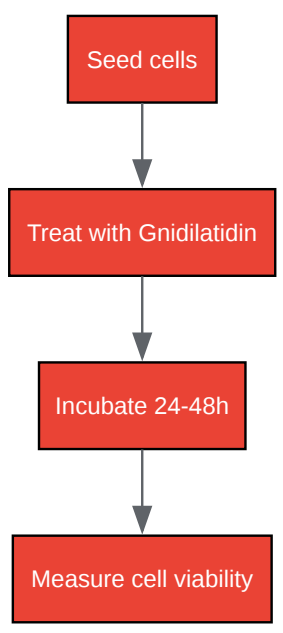 Seed cells
Treat with Gnidilatidin
Incubate 24-48h
Measure cell viability